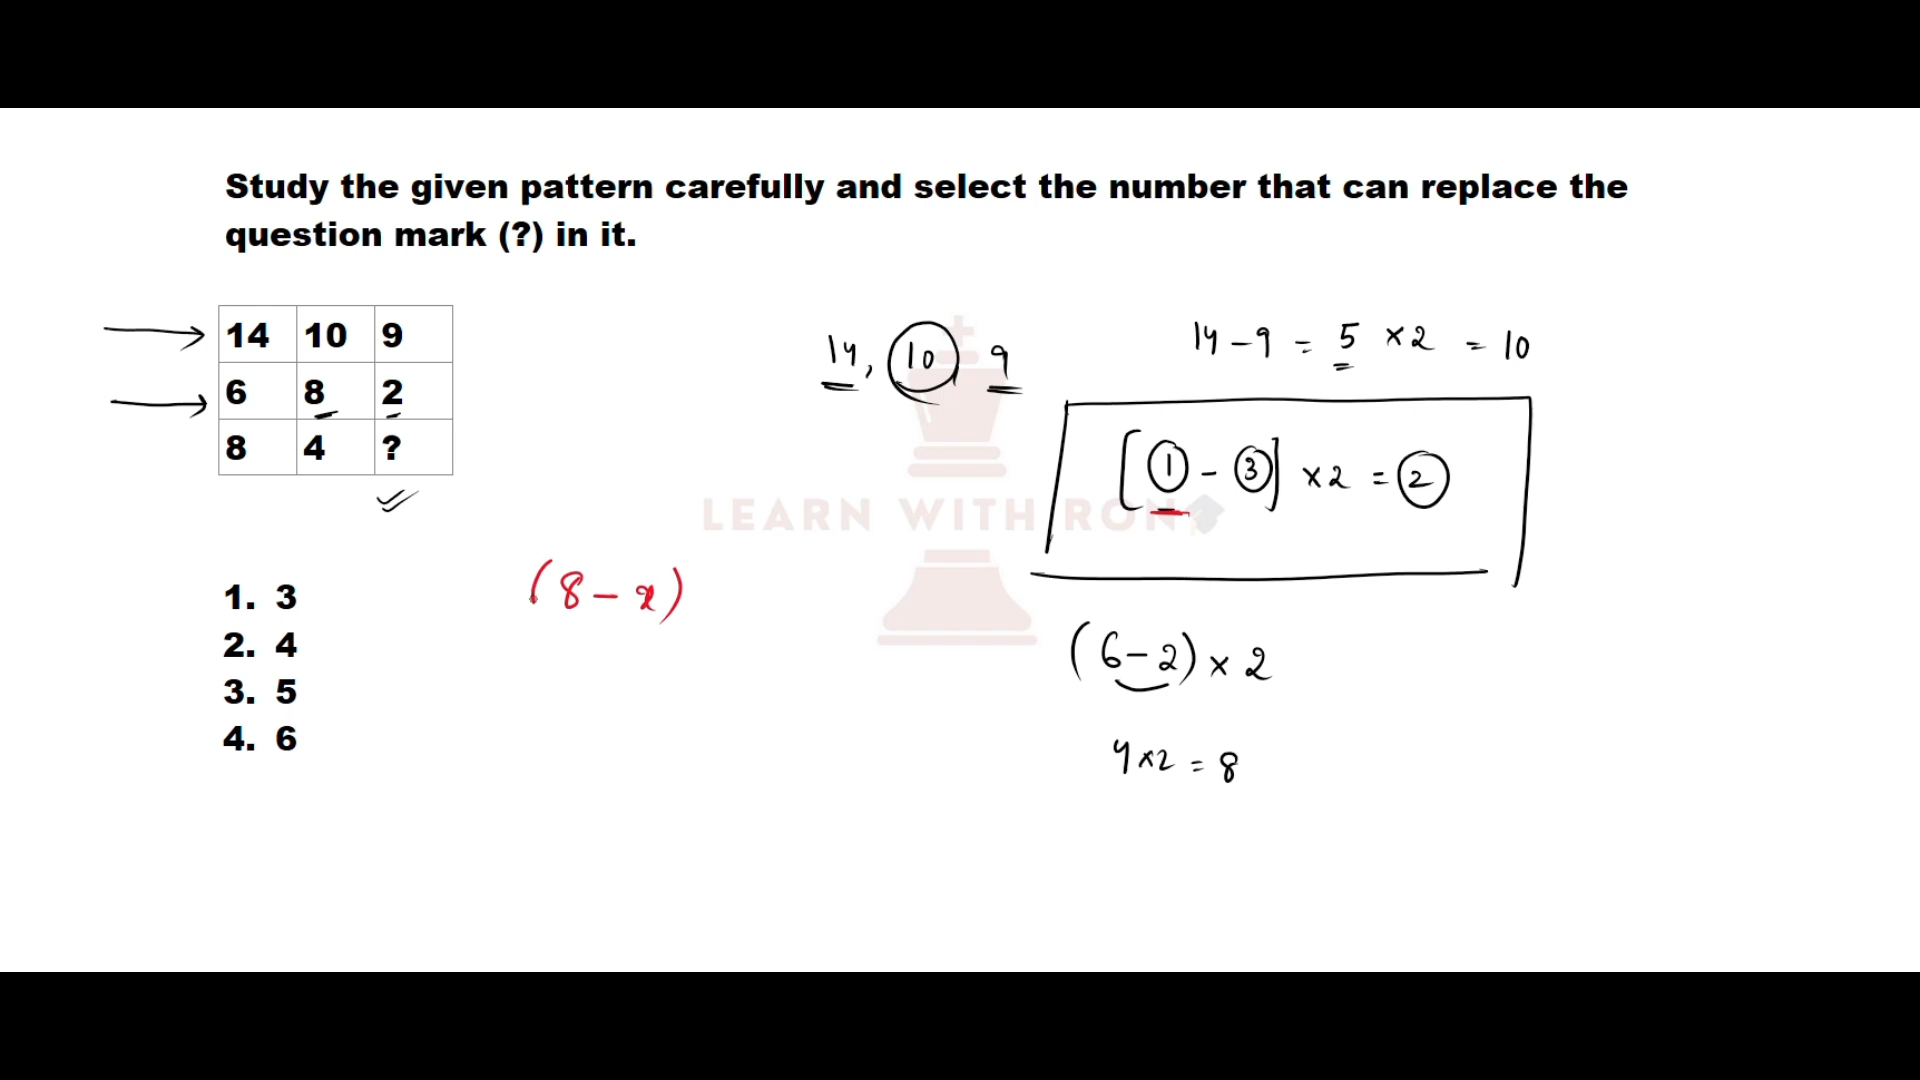 Study the given pattern carefully and select the number that can replace the
question mark (?) in it.
14 10 9
6 8 2
8 4 ?
14, 10 9
14 - 9 = 5 × 2 = 10
[① - ③] × 2 = ②
LEARN WITH RON
(8 - x)
(6 - 2) × 2
4 × 2 = 8
1. 3
2. 4
3. 5
4. 6